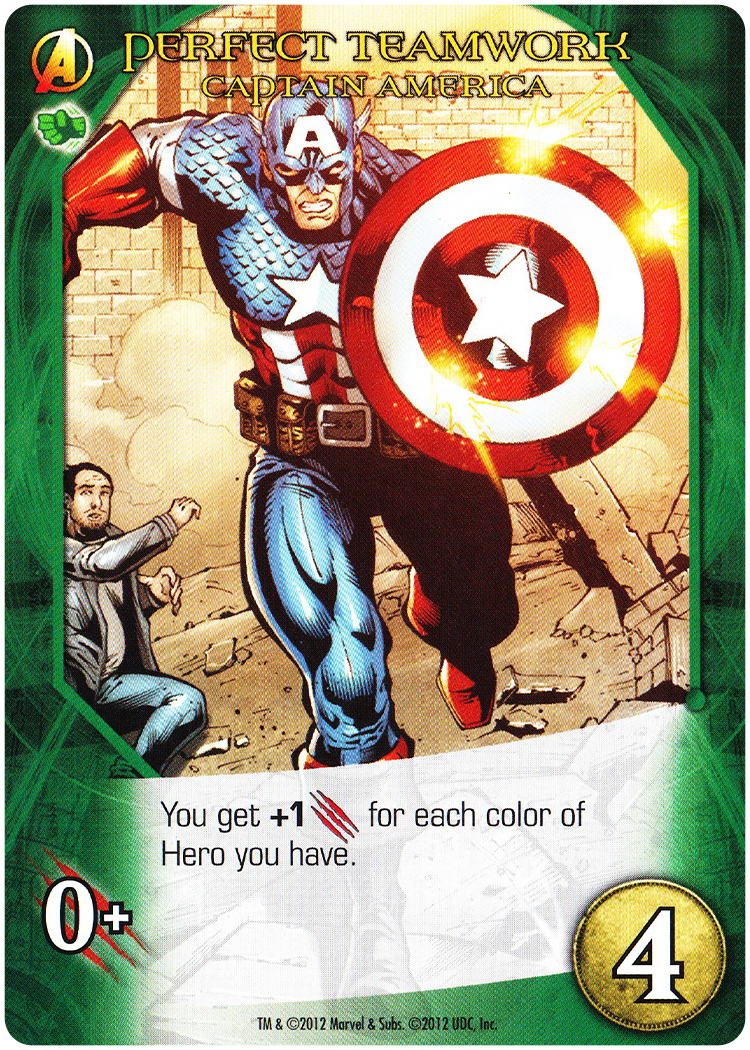 PERFECT TEAMWORK
CAPTAIN AMERICA
A
You get +1 for each color of
Hero you have.
0+
4
TM & ©2012 Marvel & Subs. ©2012 UDC, Inc.